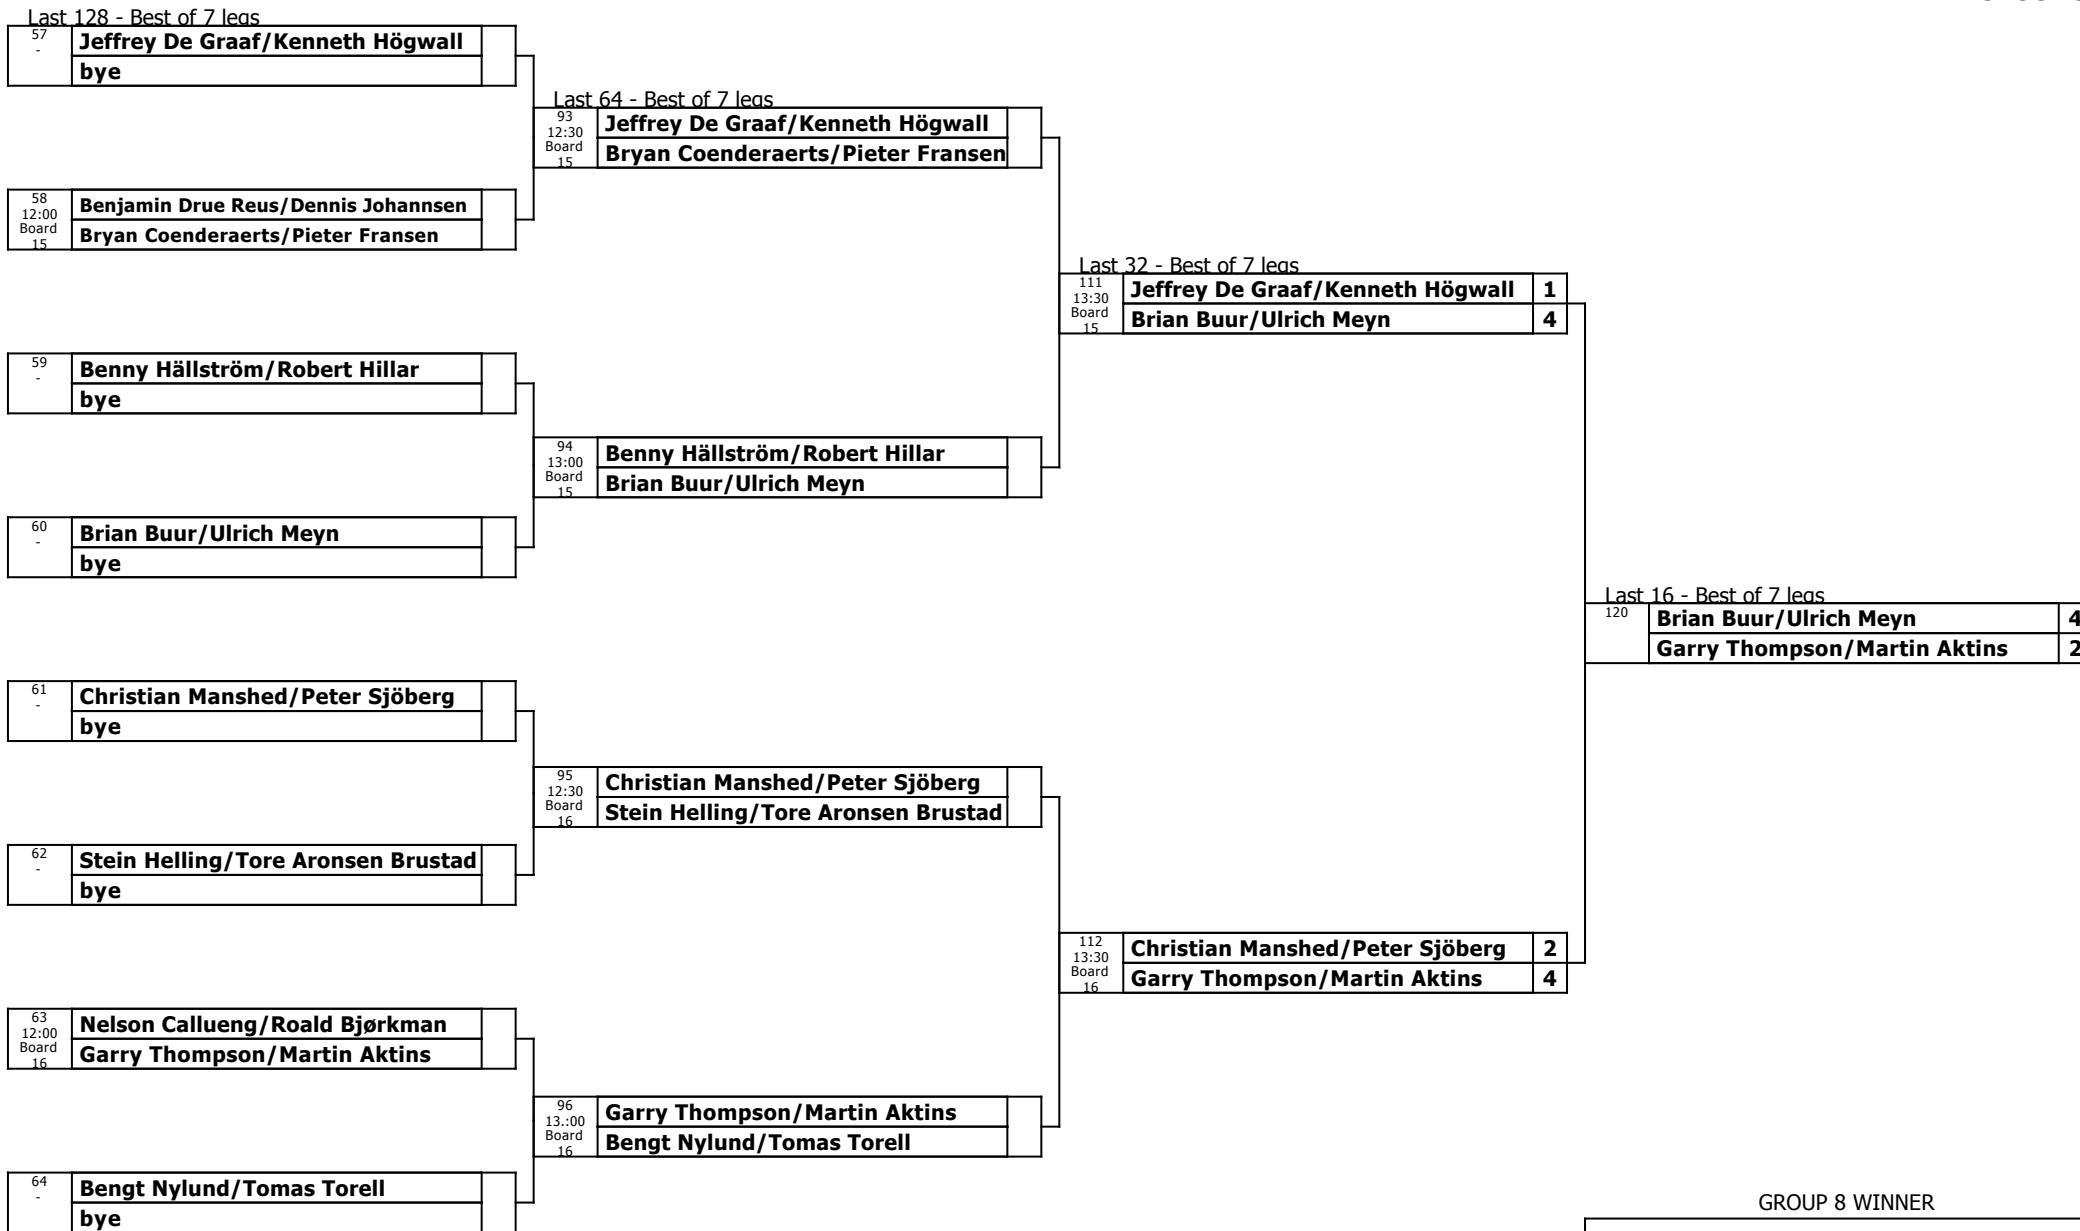 Last 128 - Best of 7 legs
57
-
Jeffrey De Graaf/Kenneth Högwall
bye
58
12:00
Board
15
Benjamin Drue Reus/Dennis Johannsen
Bryan Coenderaerts/Pieter Fransen
59
-
Benny Hällström/Robert Hillar
bye
60
-
Brian Buur/Ulrich Meyn
bye
61
-
Christian Manshed/Peter Sjöberg
bye
62
-
Stein Helling/Tore Aronsen Brustad
bye
63
12:00
Board
16
Nelson Callueng/Roald Bjørkman
Garry Thompson/Martin Aktins
64
-
Bengt Nylund/Tomas Torell
bye
Last 64 - Best of 7 legs
93
12:30
Board
15
Jeffrey De Graaf/Kenneth Högwall
Bryan Coenderaerts/Pieter Fransen
94
13:00
Board
15
Benny Hällström/Robert Hillar
Brian Buur/Ulrich Meyn
95
12:30
Board
16
Christian Manshed/Peter Sjöberg
Stein Helling/Tore Aronsen Brustad
96
13.:00
Board
16
Garry Thompson/Martin Aktins
Bengt Nylund/Tomas Torell
Last 32 - Best of 7 legs
111
13:30
Board
15
Jeffrey De Graaf/Kenneth Högwall 1
Brian Buur/Ulrich Meyn 4
112
13:30
Board
16
Christian Manshed/Peter Sjöberg 2
Garry Thompson/Martin Aktins 4
Last 16 - Best of 7 legs
120
Brian Buur/Ulrich Meyn 4
Garry Thompson/Martin Aktins 2
GROUP 8 WINNER